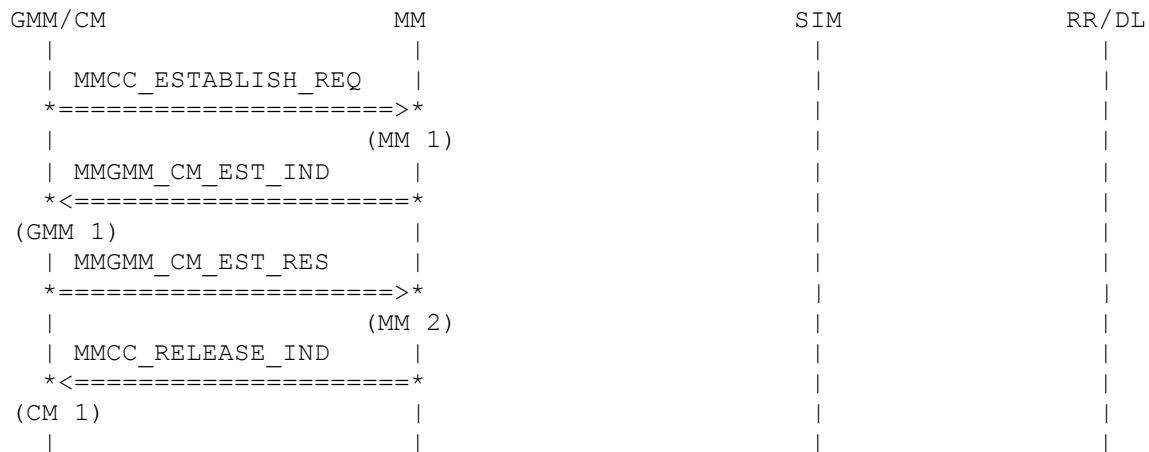 GMM/CM MM SIM RR/DL
| | | |
| MMCC_ESTABLISH_REQ | | |
*=====================>* | |
| (MM 1) | |
| MMGMM_CM_EST_IND | | |
*<=====================* | |
(GMM 1) | | |
| MMGMM_CM_EST_RES | | |
*=====================>* | |
| (MM 2) | |
| MMCC_RELEASE_IND | | |
*<=====================* | |
(CM 1) | | |
| | | |